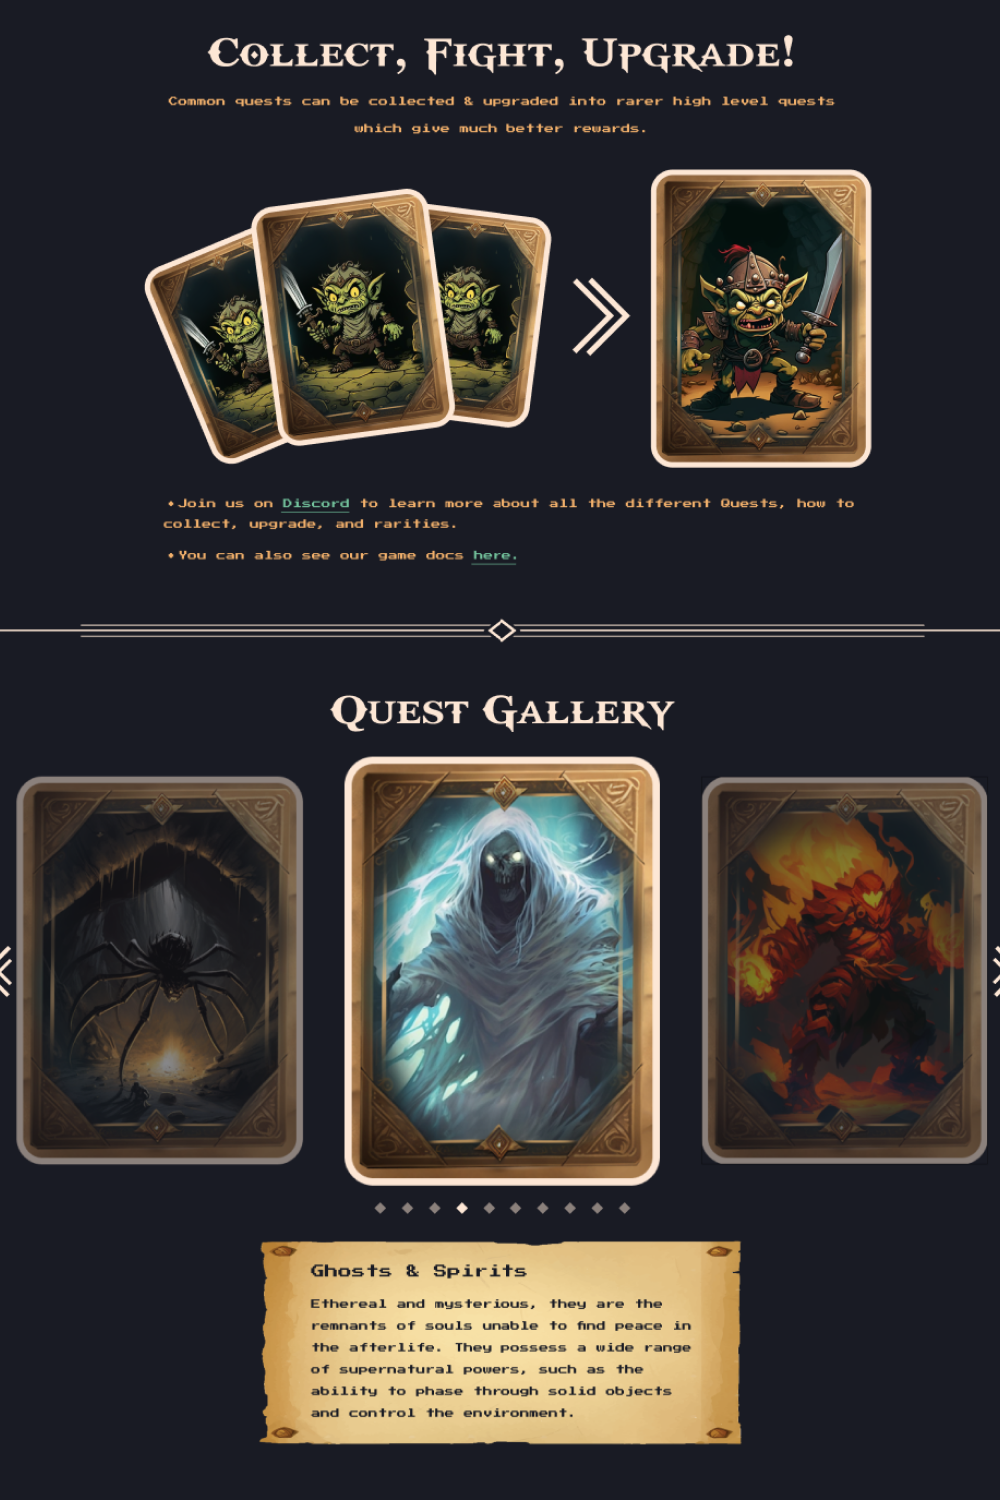 Collect, Fight, Upgrade!
Common quests can be collected & upgraded into rarer high level quests
which give much better rewards.
Join us on Discord to learn more about all the different Quests, how to
collect, upgrade, and rarities.
You can also see our game docs here.
Quest Gallery
Ghosts & Spirits
Ethereal and mysterious, they are the
remnants of souls unable to find peace in
the afterlife. They possess a wide range
of supernatural powers, such as the
ability to phase through solid objects
and control the environment.